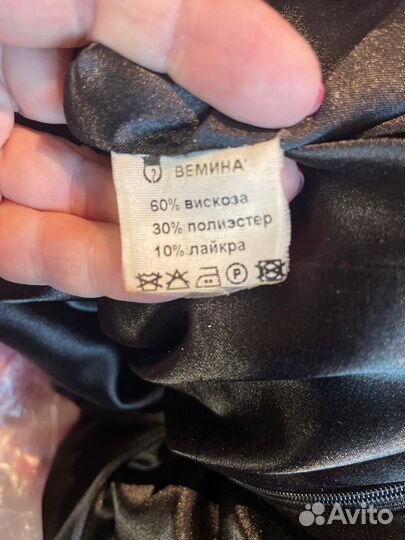 ВЕМИНА
60% вискоза
30% полиэстер
10% лайкра
P
Avito